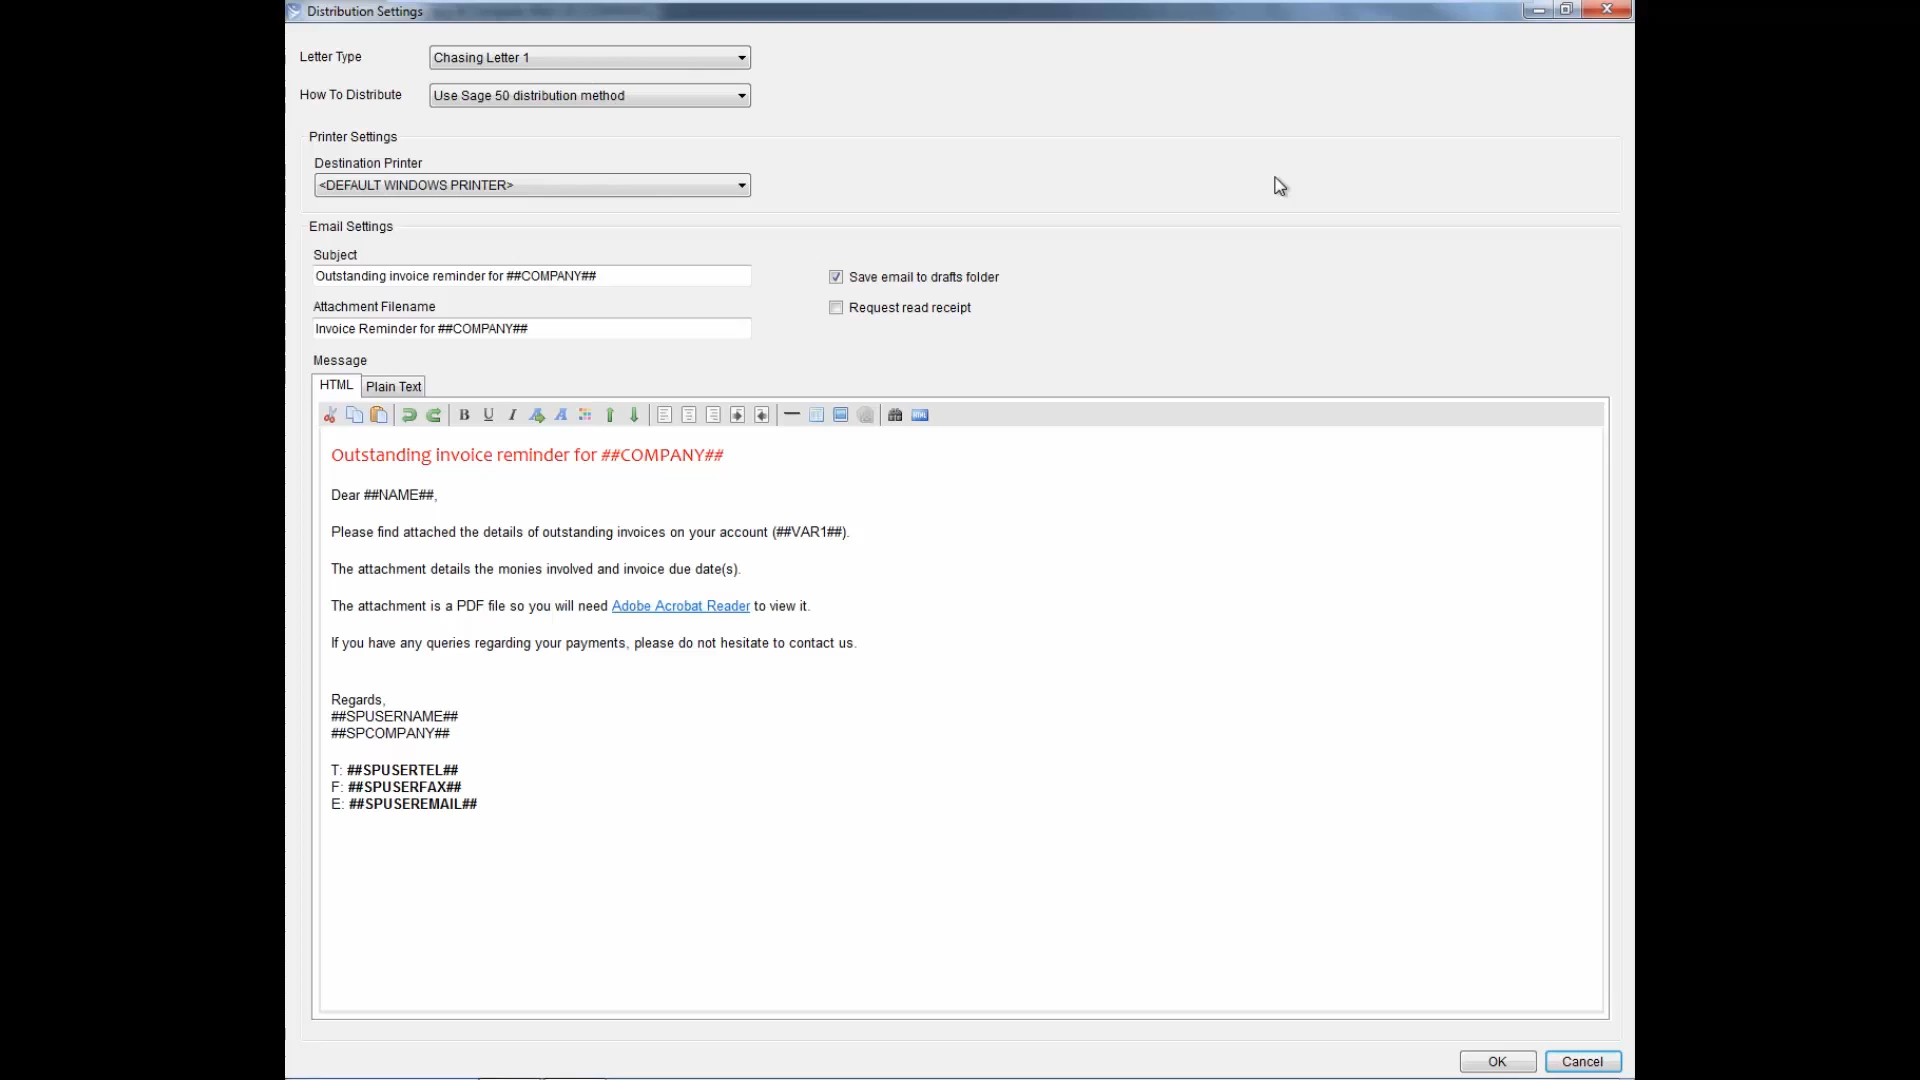 Distribution Settings
Letter Type
Chasing Letter 1
How To Distribute
Use Sage 50 distribution method
Printer Settings
Destination Printer
<DEFAULT WINDOWS PRINTER>
Email Settings
Subject
Outstanding invoice reminder for ##COMPANY##
Save email to drafts folder
Attachment Filename
Request read receipt
Invoice Reminder for ##COMPANY##
Message
HTML Plain Text
B U I A A HTML
Outstanding invoice reminder for ##COMPANY##
Dear ##NAME##,
Please find attached the details of outstanding invoices on your account (##VAR1##).
The attachment details the monies involved and invoice due date(s).
The attachment is a PDF file so you will need Adobe Acrobat Reader to view it.
If you have any queries regarding your payments, please do not hesitate to contact us.
Regards,
##SPUSERNAME##
##SPCOMPANY##
T: ##SPUSERTEL##
F: ##SPUSERFAX##
E: ##SPUSEREMAIL##
OK Cancel